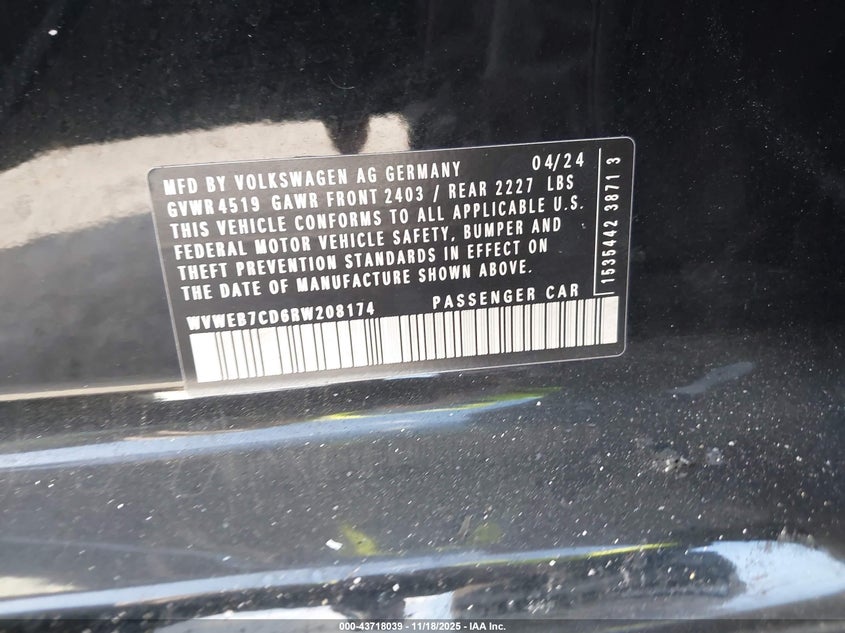 MFD BY VOLKSWAGEN AG GERMANY 04/24
GVWR 4519 GAWR FRONT 2403 / REAR 2227 LBS
THIS VEHICLE CONFORMS TO ALL APPLICABLE U.S.
FEDERAL MOTOR VEHICLE SAFETY, BUMPER AND
THEFT PREVENTION STANDARDS IN EFFECT ON
THE DATE OF MANUFACTURE SHOWN ABOVE.
WVWEB7CD6RW208174 PASSENGER CAR
1535442 3871 3
000-43718039 - 11/18/2025 - IAA Inc.